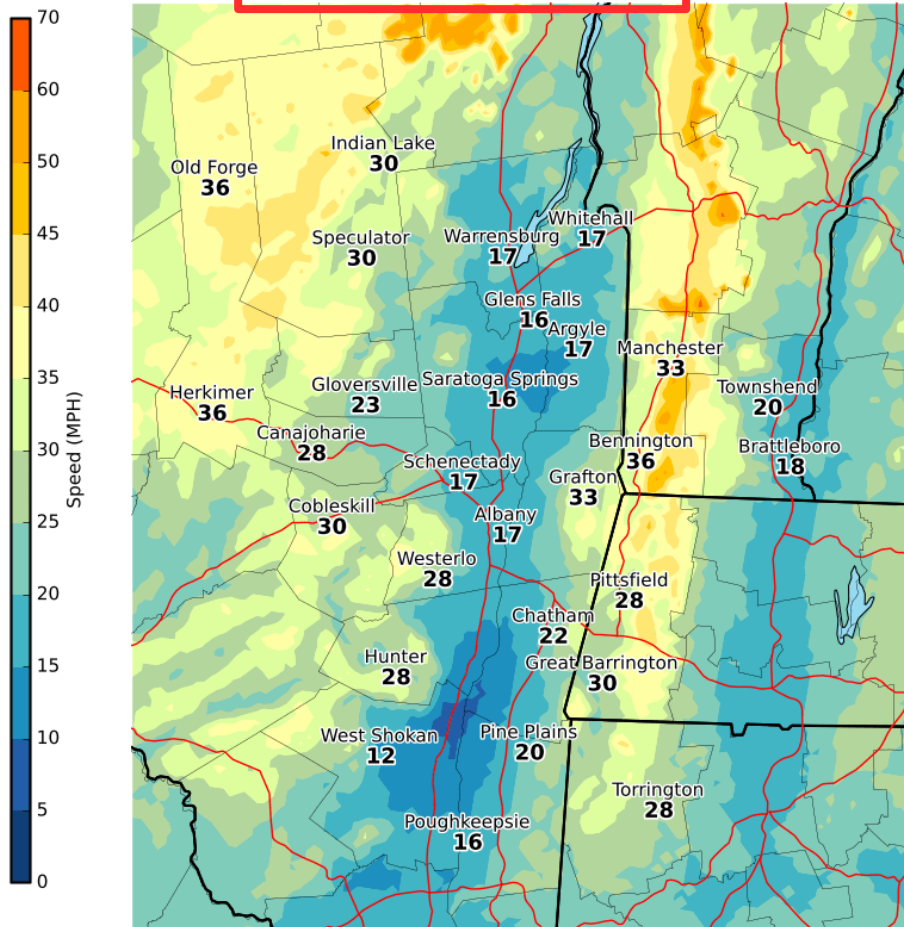 70
60
50
45
40
35
30
25
20
15
10
5
0
Speed (MPH)
Indian Lake
30
Old Forge
36
Whitehall
17
Speculator
30
Warrensburg
17
Glens Falls
16
Argyle
17
Manchester
33
Saratoga Springs
16
Gloversville
23
Townshend
20
Herkimer
36
Canajoharie
28
Bennington
36
Brattleboro
18
Schenectady
17
Grafton
33
Cobleskill
30
Albany
17
Westerlo
28
Pittsfield
28
Chatham
22
Hunter
28
Great Barrington
30
West Shokan
12
Pine Plains
20
Torrington
28
Poughkeepsie
16